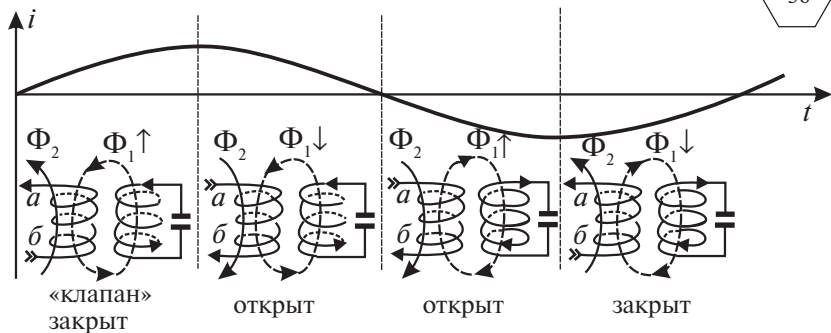 i
t
Φ₂ Φ₁↑ Φ₂ Φ₁↓ Φ₂ Φ₁↑ Φ₂ Φ₁↓
а а а а
б б б б
«клапан»
закрыт
открыт
открыт
закрыт